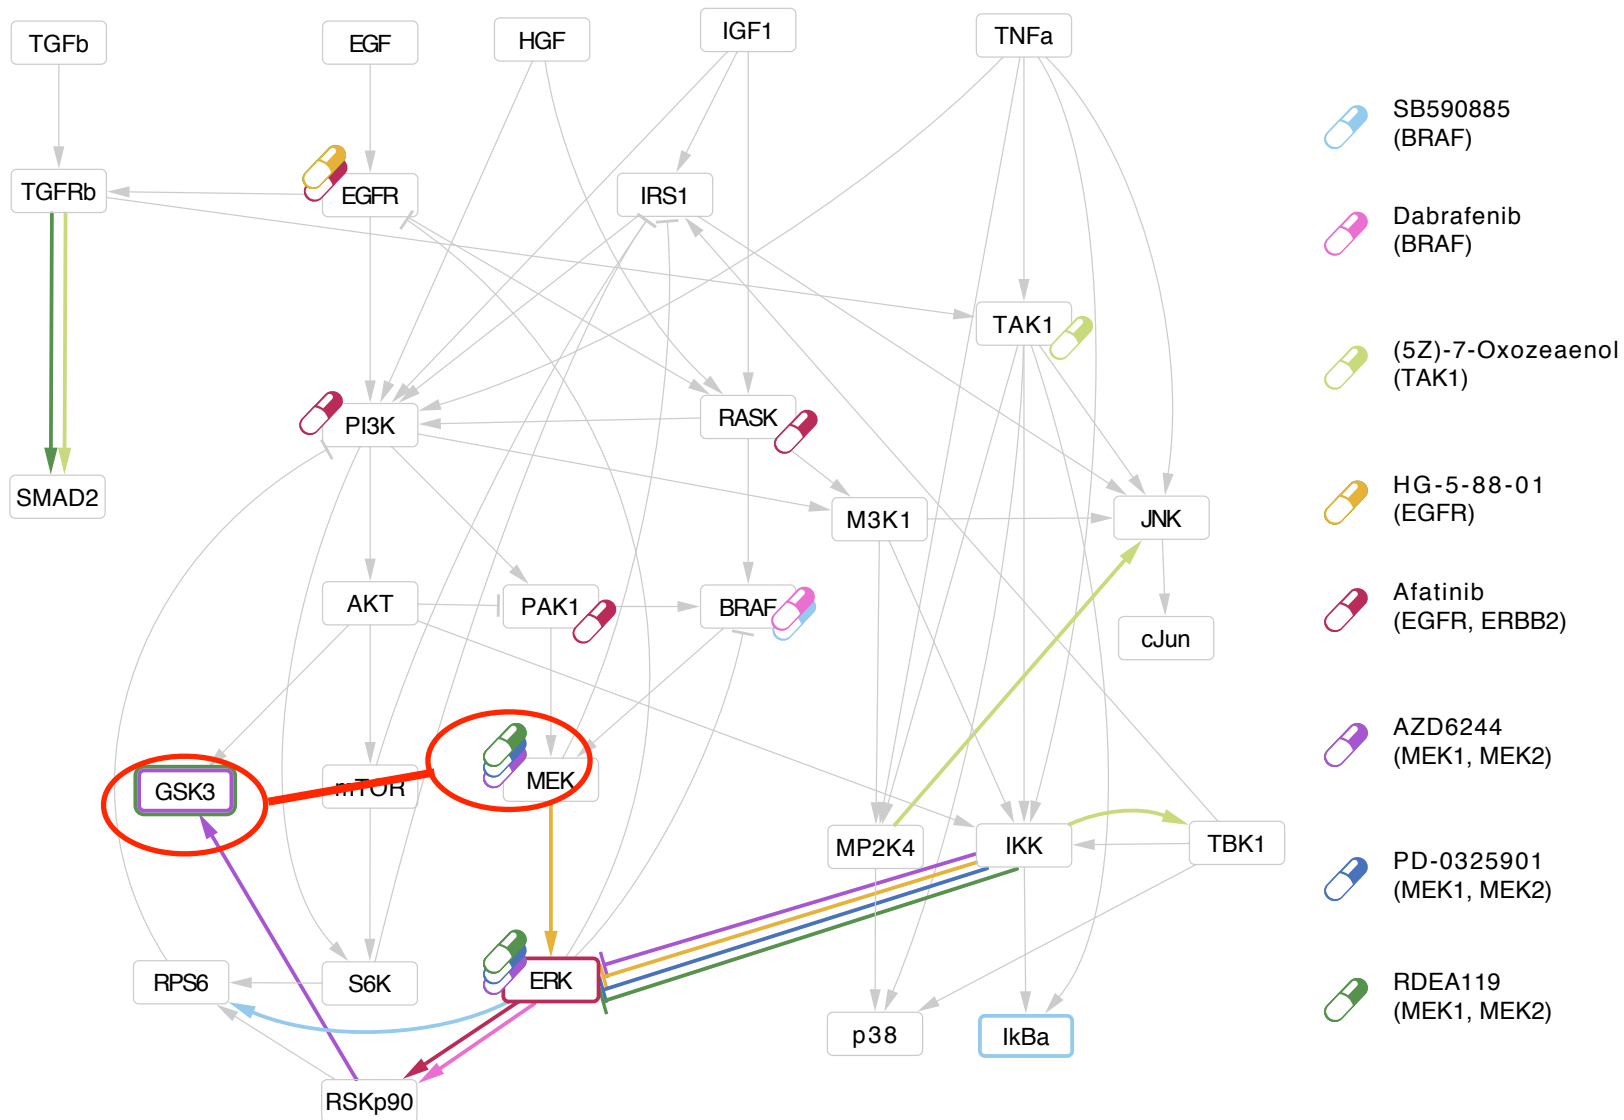 TGFb
EGF
HGF
IGF1
TNFa
TGFRb
EGFR
IRS1
TAK1
PI3K
RASK
SMAD2
M3K1
JNK
AKT
PAK1
BRAF
cJun
GSK3
mTOR
MEK
MP2K4
IKK
TBK1
RPS6
S6K
ERK
p38
IkBa
RSKp90
SB590885
(BRAF)
Dabrafenib
(BRAF)
(5Z)-7-Oxozeaenol
(TAK1)
HG-5-88-01
(EGFR)
Afatinib
(EGFR, ERBB2)
AZD6244
(MEK1, MEK2)
PD-0325901
(MEK1, MEK2)
RDEA119
(MEK1, MEK2)